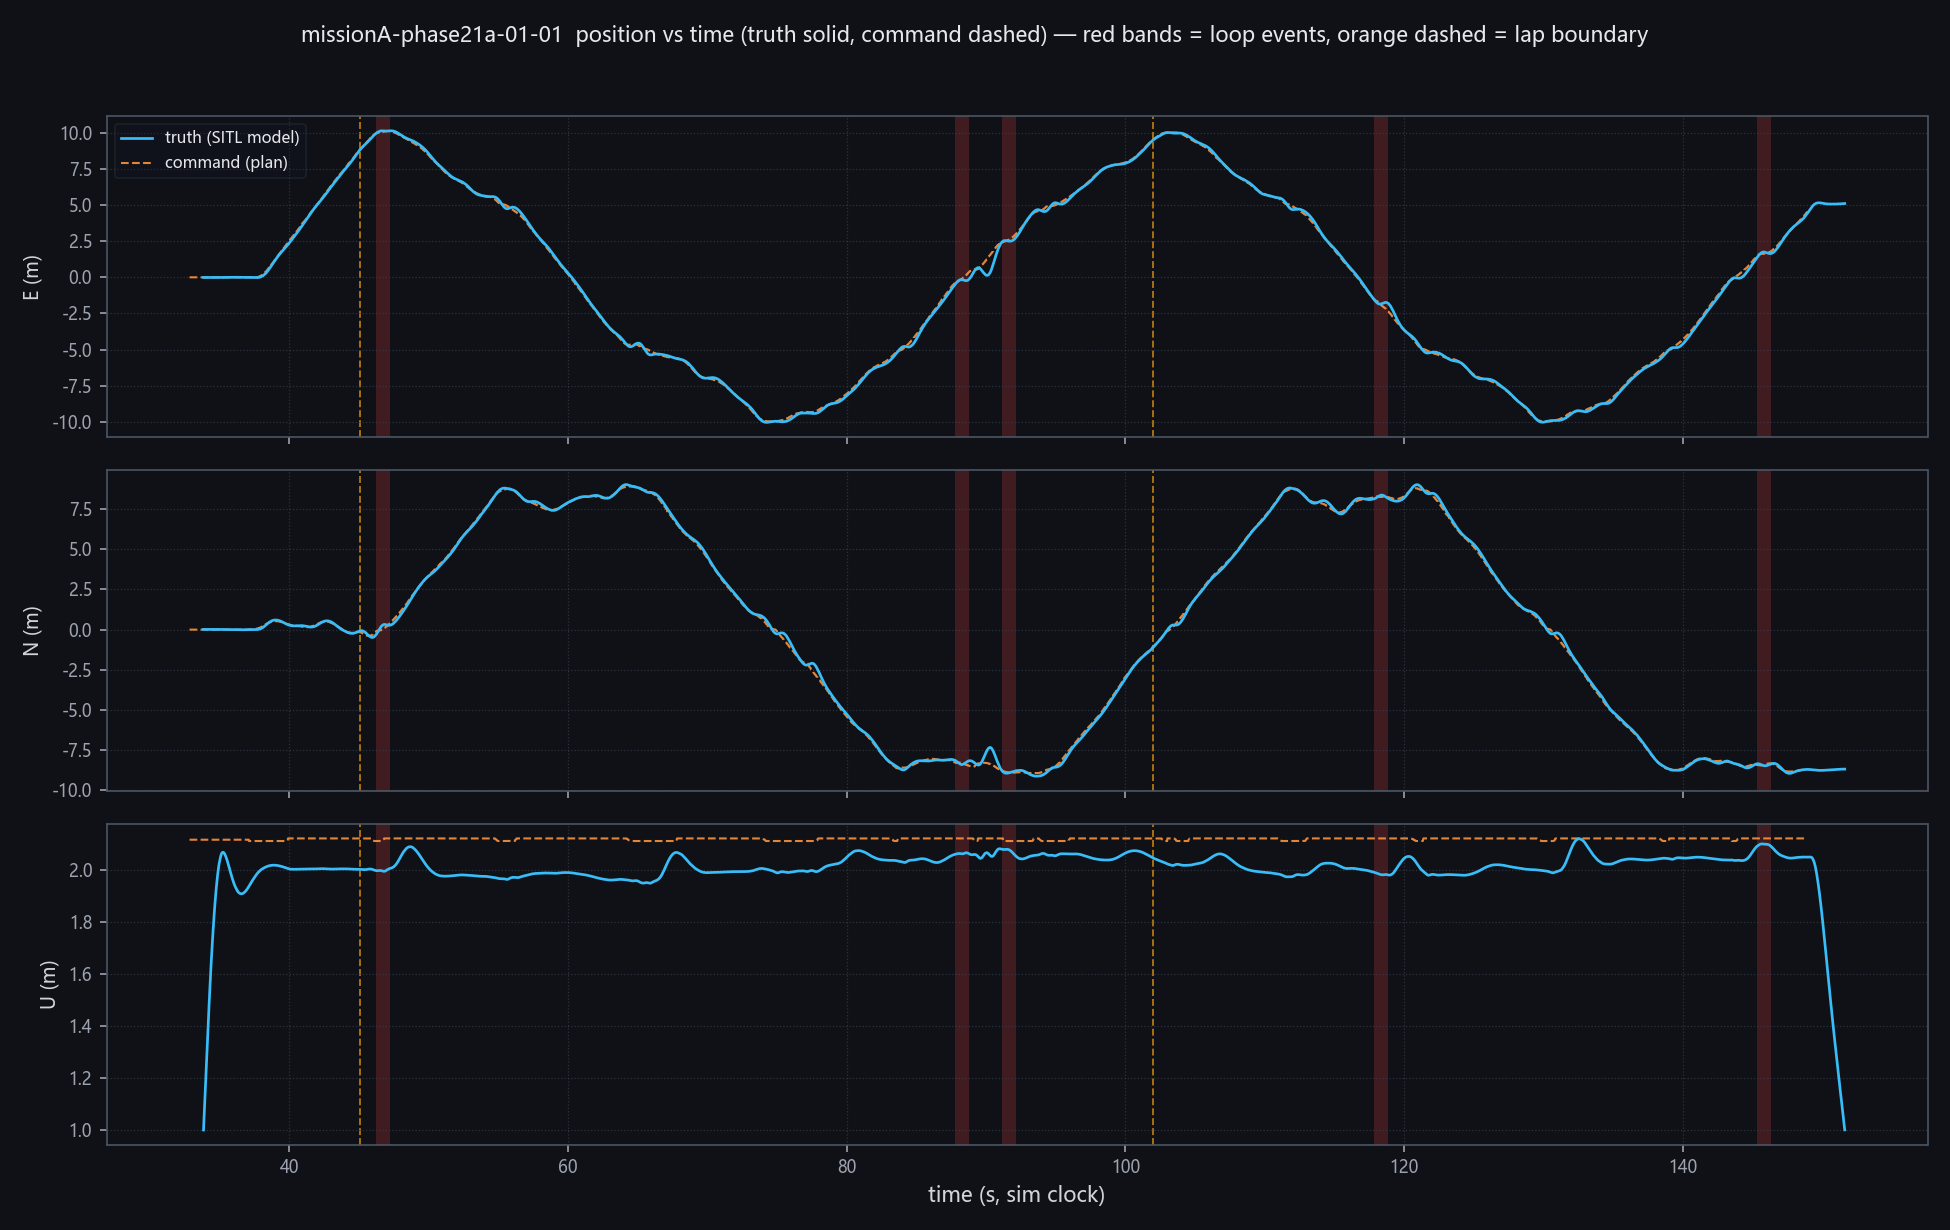 missionA-phase21a-01-01  position vs time (truth solid, command dashed) — red bands = loop events, orange dashed = lap boundary
truth (SITL model)
command (plan)
E (m)
10.0
7.5
5.0
2.5
0.0
-2.5
-5.0
-7.5
-10.0
N (m)
7.5
5.0
2.5
0.0
-2.5
-5.0
-7.5
-10.0
U (m)
2.0
1.8
1.6
1.4
1.2
1.0
40 60 80 100 120 140
time (s, sim clock)